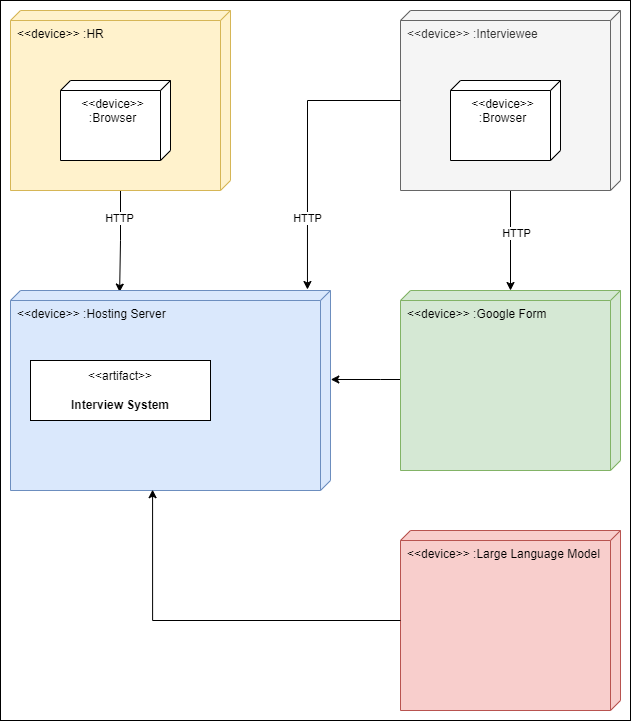 <<device>> :HR
<<device>> :Interviewee
<<device>>
:Browser
<<device>>
:Browser
HTTP
HTTP
HTTP
<<device>> :Hosting Server
<<device>> :Google Form
<<artifact>>
Interview System
<<device>> :Large Language Model